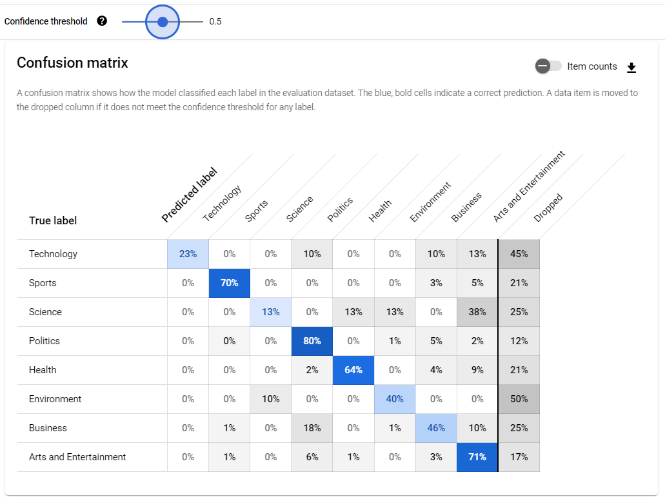 Confidence threshold ? 0.5
Confusion matrix
Item counts
A confusion matrix shows how the model classified each label in the evaluation dataset. The blue, bold cells indicate a correct prediction. A data item is moved to
the dropped column if it does not meet the confidence threshold for any label.
True label Predicted label Technology Sports Science Politics Health Environment Business Arts and Entertainment Dropped
Technology 23% 0% 0% 10% 0% 0% 10% 13% 45%
Sports 0% 70% 0% 0% 0% 0% 3% 5% 21%
Science 0% 0% 13% 0% 13% 13% 0% 38% 25%
Politics 0% 0% 0% 80% 0% 1% 5% 2% 12%
Health 0% 0% 0% 2% 64% 0% 4% 9% 21%
Environment 0% 0% 10% 0% 0% 40% 0% 0% 50%
Business 0% 1% 0% 18% 0% 1% 46% 10% 25%
Arts and Entertainment 0% 1% 0% 6% 1% 0% 3% 71% 17%